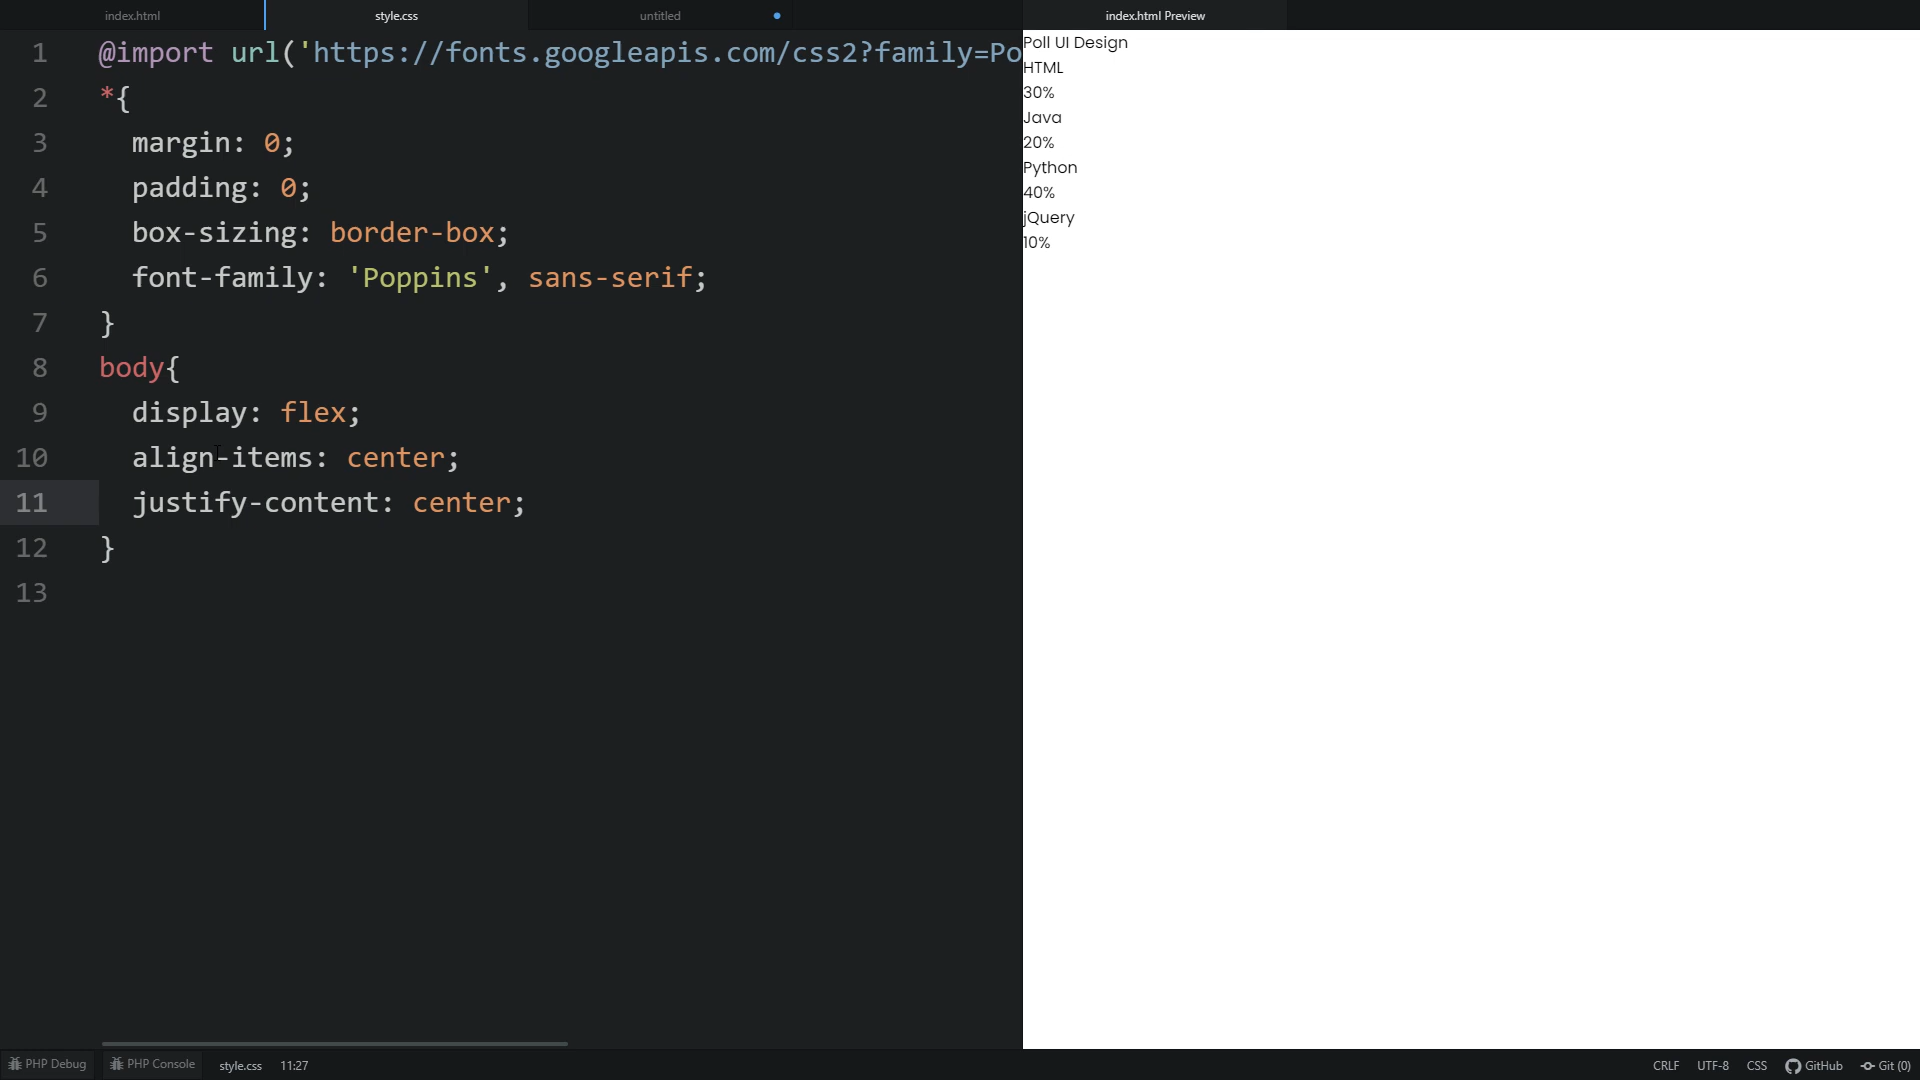 index.html
style.css
untitled
index.html Preview
1 @import url('https://fonts.googleapis.com/css2?family=Po
2 *{
3 margin: 0;
4 padding: 0;
5 box-sizing: border-box;
6 font-family: 'Poppins', sans-serif;
7 }
8 body{
9 display: flex;
10 align-items: center;
11 justify-content: center;
12 }
13
Poll UI Design
HTML
30%
Java
20%
Python
40%
jQuery
10%
PHP Debug PHP Console style.css 11:27 CRLF UTF-8 CSS GitHub Git (0)